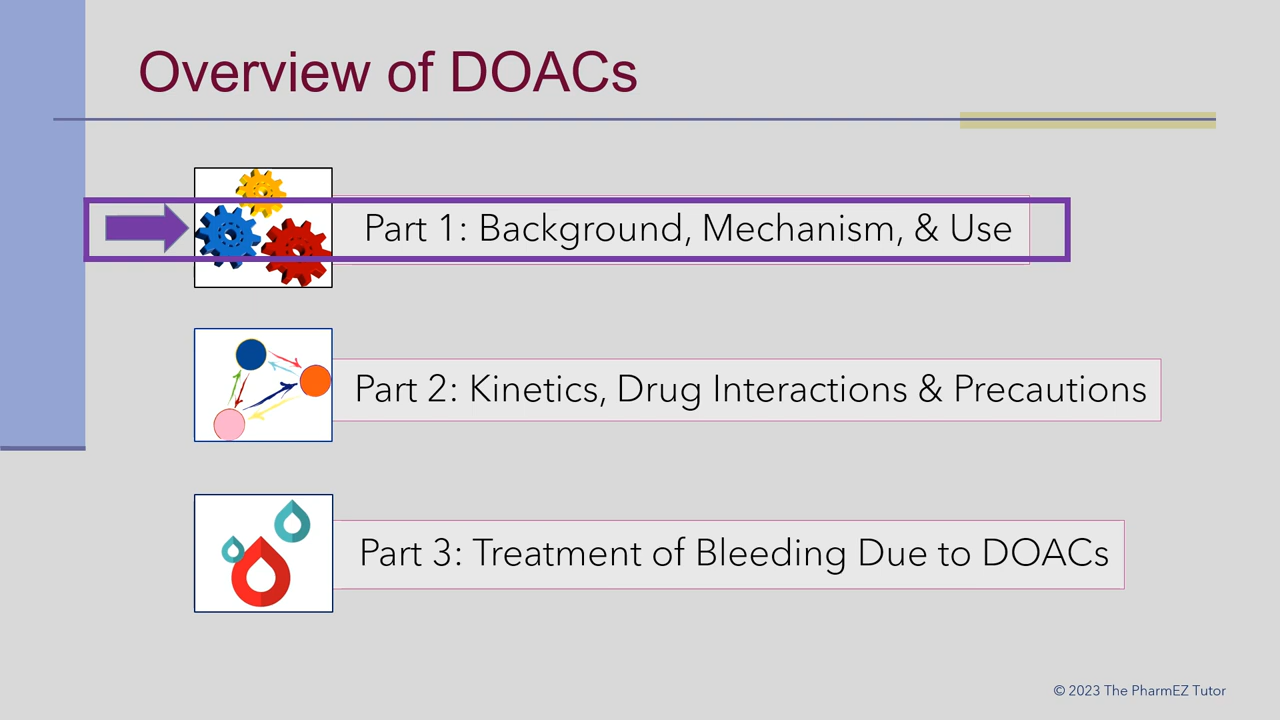 Overview of DOACs
Part 1: Background, Mechanism, & Use
Part 2: Kinetics, Drug Interactions & Precautions
Part 3: Treatment of Bleeding Due to DOACs
© 2023 The PharmEZ Tutor